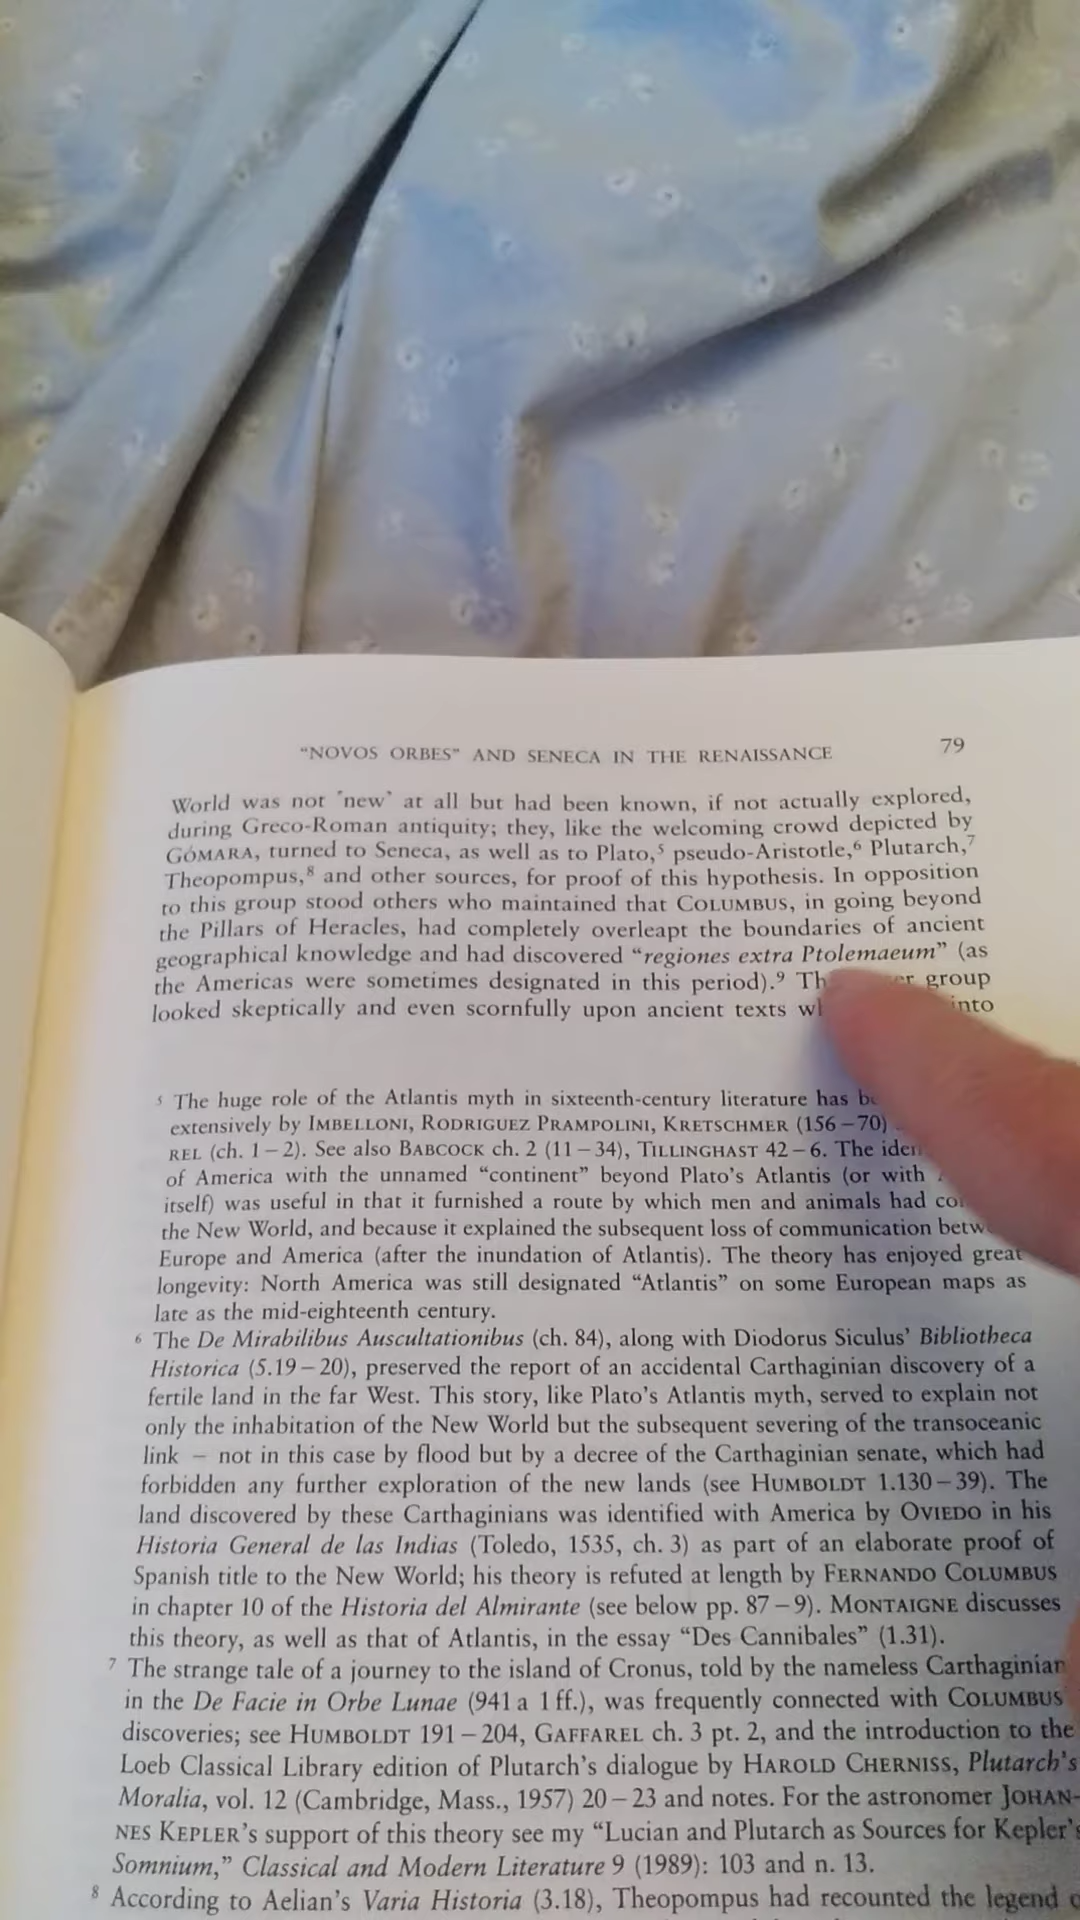 "NOVOS ORBES" AND SENECA IN THE RENAISSANCE 79
World was not 'new' at all but had been known, if not actually explored,
during Greco-Roman antiquity; they, like the welcoming crowd depicted by
GÓMARA, turned to Seneca, as well as to Plato,⁵ pseudo-Aristotle,⁶ Plutarch,⁷
Theopompus,⁸ and other sources, for proof of this hypothesis. In opposition
to this group stood others who maintained that COLUMBUS, in going beyond
the Pillars of Heracles, had completely overleapt the boundaries of ancient
geographical knowledge and had discovered "regiones extra Ptolemaeum" (as
the Americas were sometimes designated in this period).⁹ group
looked skeptically and even scornfully upon ancient texts into
⁵ The huge role of the Atlantis myth in sixteenth-century literature has
extensively by IMBELLONI, RODRIGUEZ PRAMPOLINI, KRETSCHMER (156–70)
REL (ch. 1–2). See also BABCOCK ch. 2 (11–34), TILLINGHAST 42–6. The
of America with the unnamed "continent" beyond Plato's Atlantis (or with
itself) was useful in that it furnished a route by which men and animals had
the New World, and because it explained the subsequent loss of communication
Europe and America (after the inundation of Atlantis). The theory has enjoyed great
longevity: North America was still designated "Atlantis" on some European maps as
late as the mid-eighteenth century.
⁶ The De Mirabilibus Auscultationibus (ch. 84), along with Diodorus Siculus' Bibliotheca
Historica (5.19–20), preserved the report of an accidental Carthaginian discovery of a
fertile land in the far West. This story, like Plato's Atlantis myth, served to explain not
only the inhabitation of the New World but the subsequent severing of the transoceanic
link – not in this case by flood but by a decree of the Carthaginian senate, which had
forbidden any further exploration of the new lands (see HUMBOLDT 1.130–39). The
land discovered by these Carthaginians was identified with America by OVIEDO in his
Historia General de las Indias (Toledo, 1535, ch. 3) as part of an elaborate proof of
Spanish title to the New World; his theory is refuted at length by FERNANDO COLUMBUS
in chapter 10 of the Historia del Almirante (see below pp. 87–9). MONTAIGNE discusses
this theory, as well as that of Atlantis, in the essay "Des Cannibales" (1.31).
⁷ The strange tale of a journey to the island of Cronus, told by the nameless Carthaginian
in the De Facie in Orbe Lunae (941 a 1 ff.), was frequently connected with COLUMBUS'
discoveries; see HUMBOLDT 191–204, GAFFAREL ch. 3 pt. 2, and the introduction to the
Loeb Classical Library edition of Plutarch's dialogue by HAROLD CHERNISS, Plutarch's
Moralia, vol. 12 (Cambridge, Mass., 1957) 20–23 and notes. For the astronomer JOHAN-
NES KEPLER's support of this theory see my "Lucian and Plutarch as Sources for Kepler's
Somnium," Classical and Modern Literature 9 (1989): 103 and n. 13.
⁸ According to Aelian's Varia Historia (3.18), Theopompus had recounted the legend